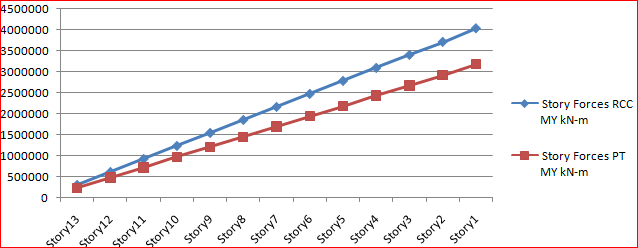 4500000
4000000
3500000
3000000
2500000
2000000
1500000
1000000
500000
0
Story13
Story12
Story11
Story10
Story9
Story8
Story7
Story6
Story5
Story4
Story3
Story2
Story1
Story Forces RCC
MY kN-m
Story Forces PT
MY kN-m